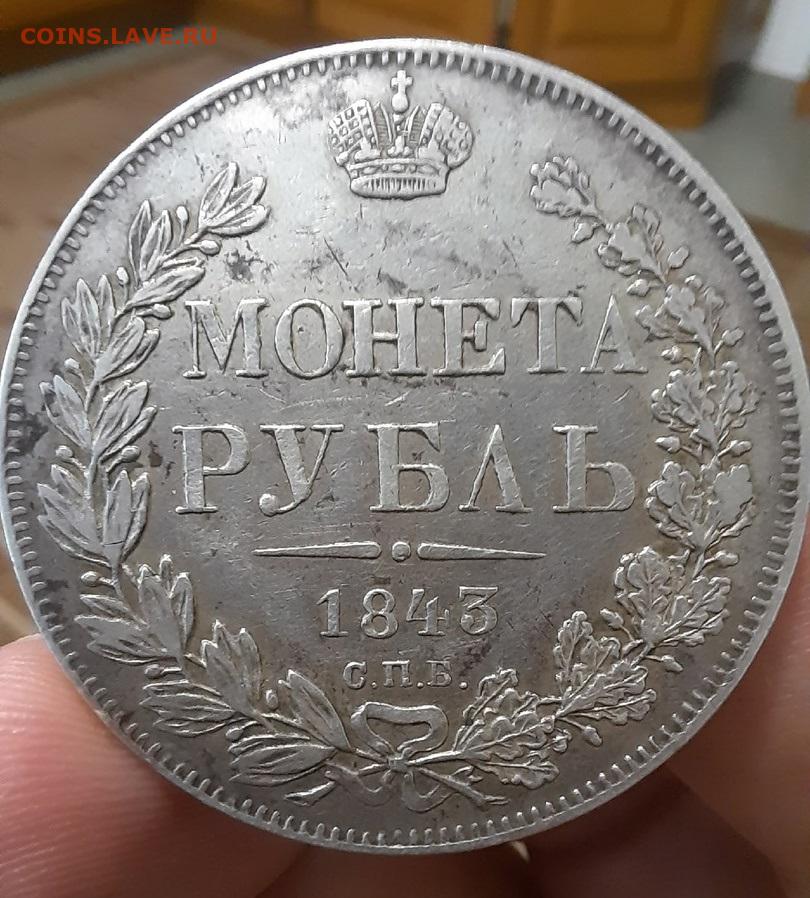 COINS.LAVE.RU
МОНЕТА
РУБЛЬ
1843
С.П.Б.